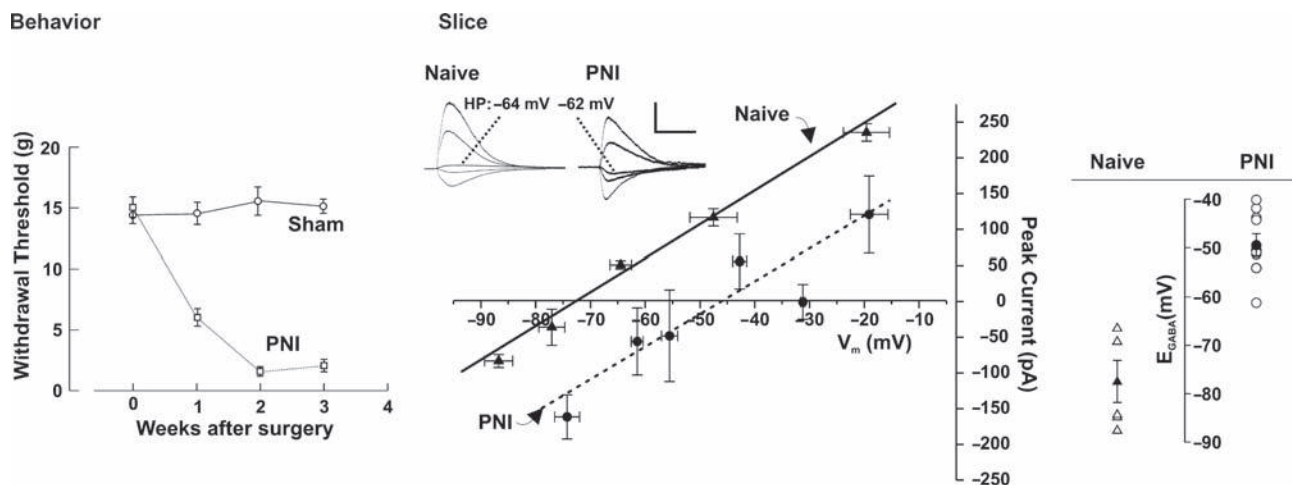 Behavior
Slice
Withdrawal Threshold (g)
20
15
10
5
0
Sham
PNI
0 1 2 3 4
Weeks after surgery
Naive PNI
HP: –64 mV –62 mV
Naive
PNI
–90 –80 –70 –60 –50 –40 –30 –20 –10
Vm (mV)
250
200
150
100
50
0
–50
–100
–150
–200
–250
Peak Current (pA)
Naive PNI
–40
–50
–60
–70
–80
–90
EGABA(mV)